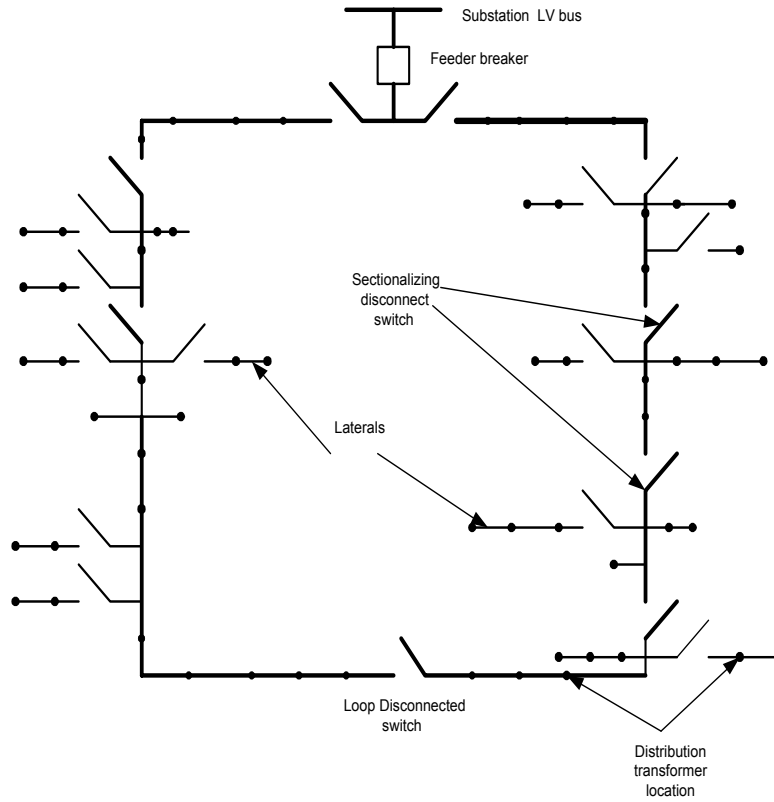 Substation LV bus
Feeder breaker
Sectionalizing
disconnect
switch
Laterals
Loop Disconnected
switch
Distribution
transformer
location